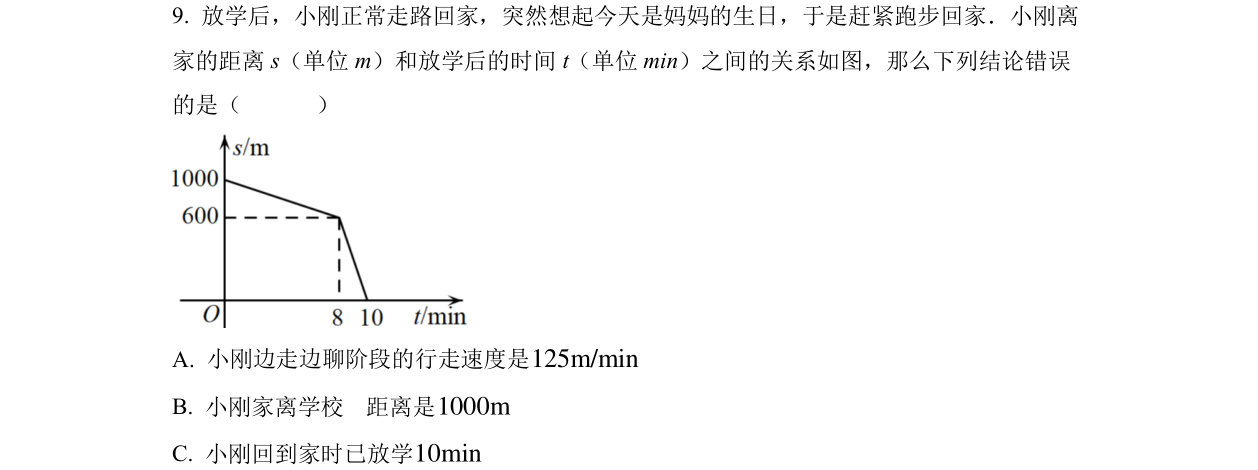 9. 放学后，小刚正常走路回家，突然想起今天是妈妈的生日，于是赶紧跑步回家．小刚离
家的距离 s（单位 m）和放学后的时间 t（单位 min）之间的关系如图，那么下列结论错误
的是（　　）
s/m
1000
600
O
8 10 t/min
A. 小刚边走边聊阶段的行走速度是125m/min
B. 小刚家离学校 距离是1000m
C. 小刚回到家时已放学10min